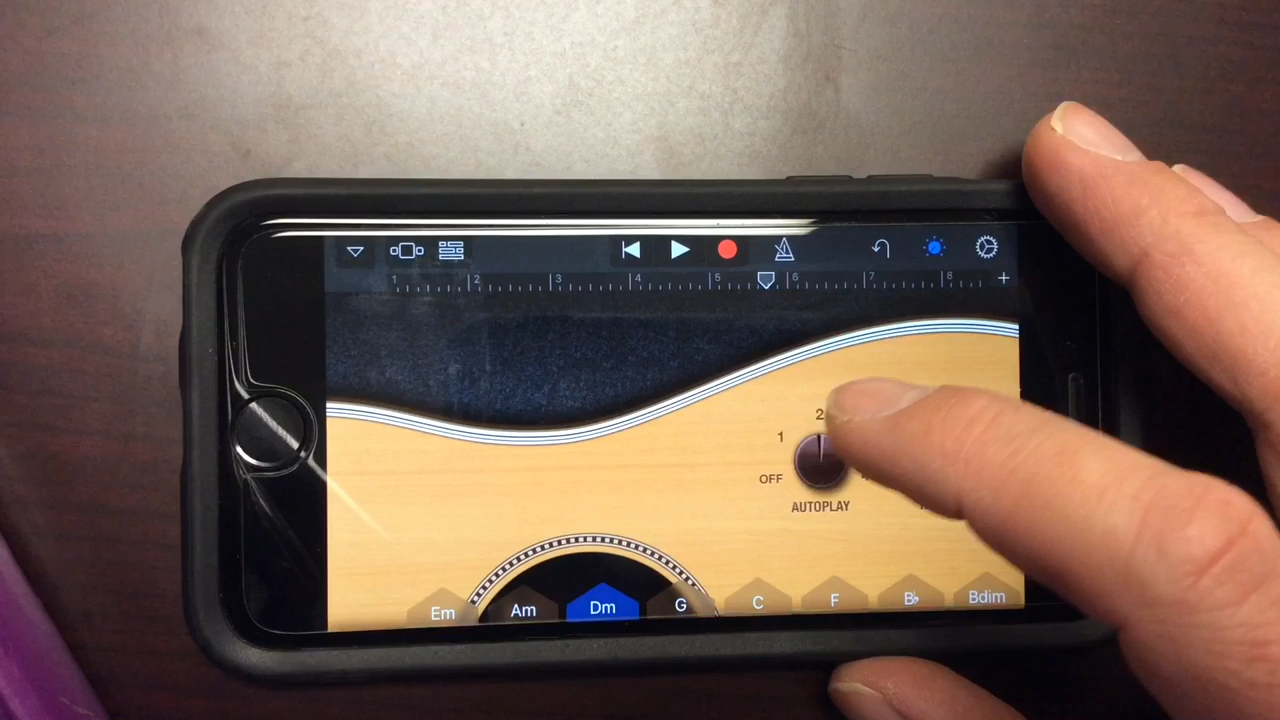 1 2 3 4 5 6 7 8 +
2
1
OFF
AUTOPLAY
Em Am Dm G C F B♭ Bdim